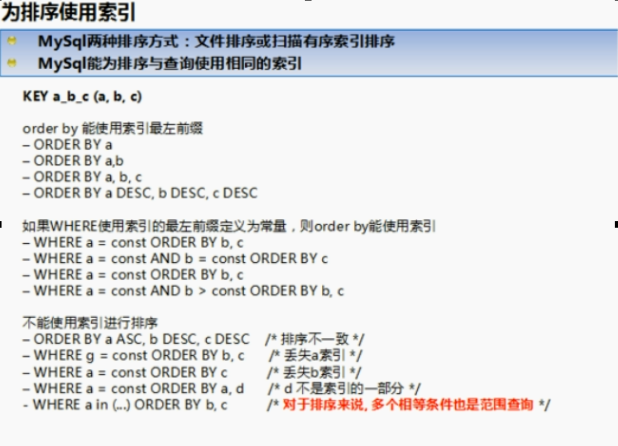 为排序使用索引
MySql两种排序方式：文件排序或扫描有序索引排序
MySql能为排序与查询使用相同的索引
KEY a_b_c (a, b, c)
order by 能使用索引最左前缀
– ORDER BY a
– ORDER BY a,b
– ORDER BY a, b, c
– ORDER BY a DESC, b DESC, c DESC
如果WHERE使用索引的最左前缀定义为常量，则order by能使用索引
– WHERE a = const ORDER BY b, c
– WHERE a = const AND b = const ORDER BY c
– WHERE a = const ORDER BY b, c
– WHERE a = const AND b > const ORDER BY b, c
不能使用索引进行排序
– ORDER BY a ASC, b DESC, c DESC /* 排序不一致 */
– WHERE g = const ORDER BY b, c /* 丢失a索引 */
– WHERE a = const ORDER BY c /* 丢失b索引 */
– WHERE a = const ORDER BY a, d /* d 不是索引的一部分 */
- WHERE a in (...) ORDER BY b, c /* 对于排序来说, 多个相等条件也是范围查询 */